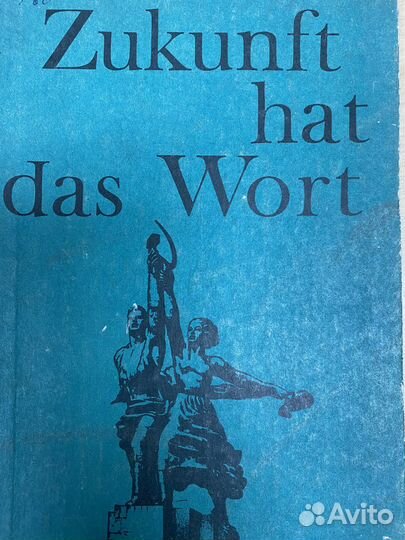 Zukunft
hat
das Wort
Avito